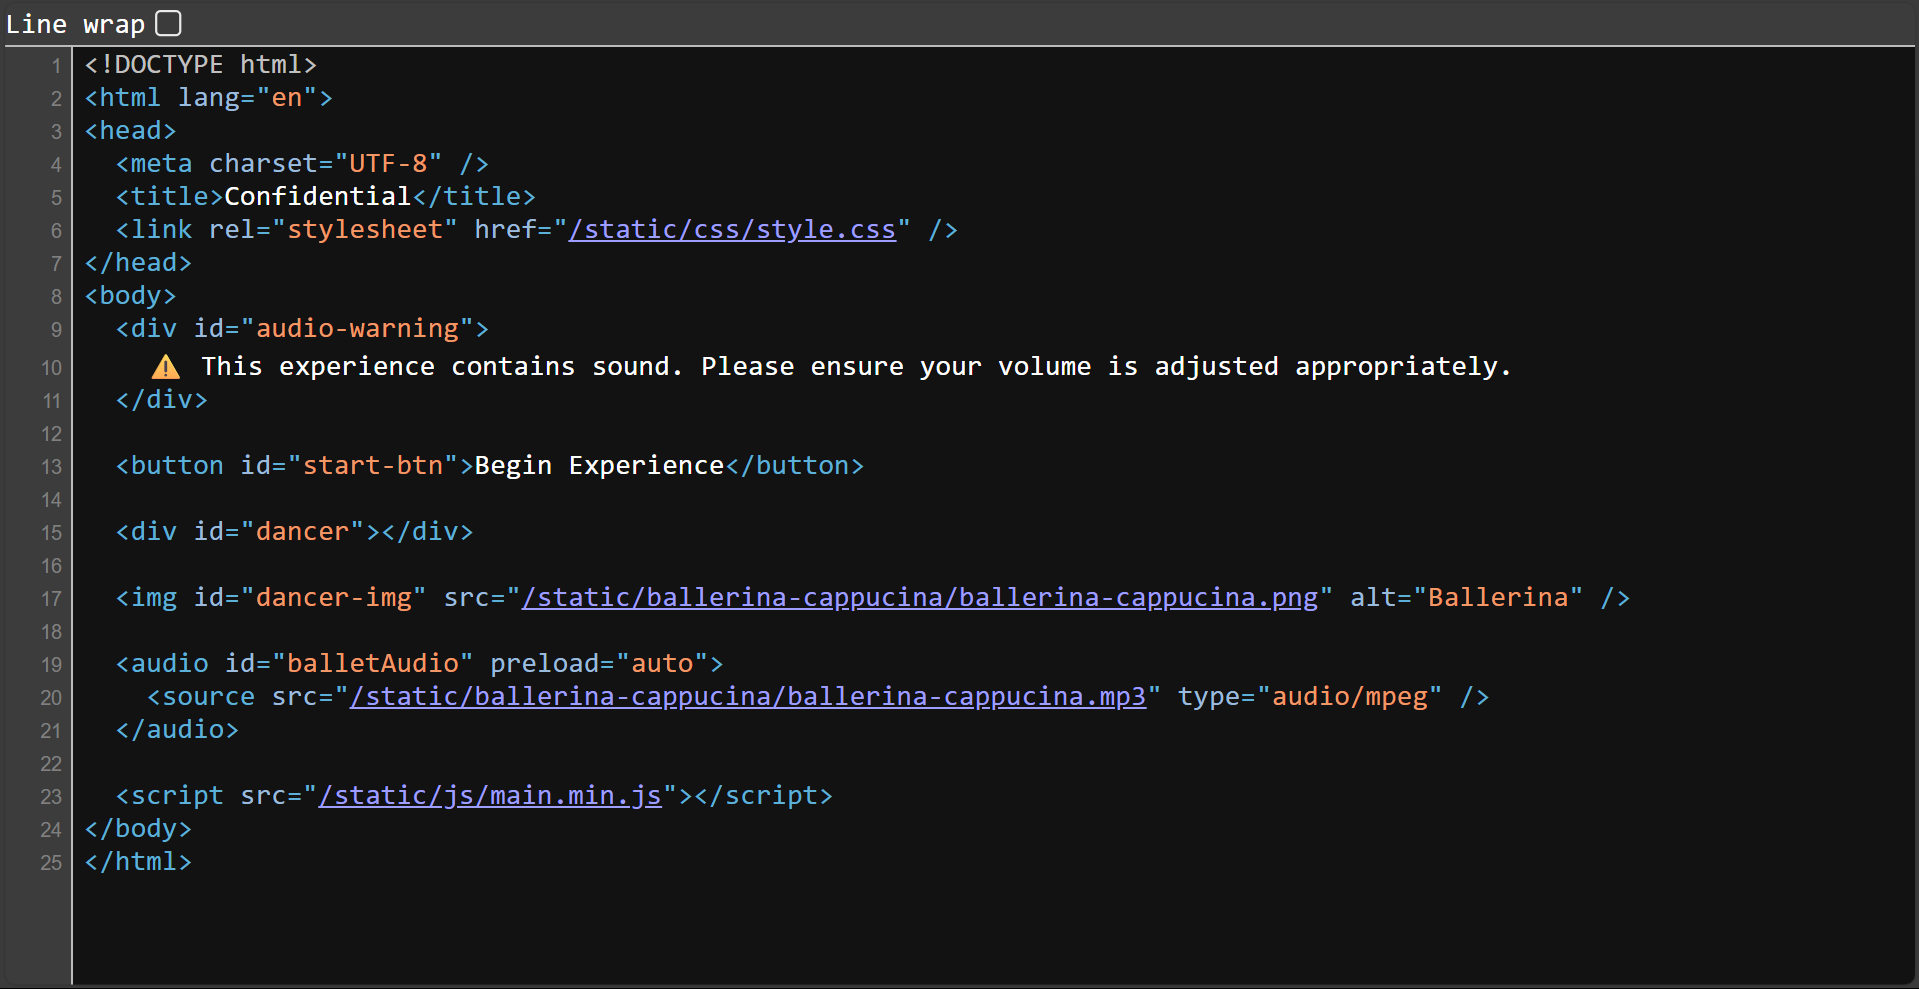 Line wrap
1 <!DOCTYPE html>
2 <html lang="en">
3 <head>
4 <meta charset="UTF-8" />
5 <title>Confidential</title>
6 <link rel="stylesheet" href="/static/css/style.css" />
7 </head>
8 <body>
9 <div id="audio-warning">
10 ⚠️ This experience contains sound. Please ensure your volume is adjusted appropriately.
11 </div>
12
13 <button id="start-btn">Begin Experience</button>
14
15 <div id="dancer"></div>
16
17 <img id="dancer-img" src="/static/ballerina-cappucina/ballerina-cappucina.png" alt="Ballerina" />
18
19 <audio id="balletAudio" preload="auto">
20 <source src="/static/ballerina-cappucina/ballerina-cappucina.mp3" type="audio/mpeg" />
21 </audio>
22
23 <script src="/static/js/main.min.js"></script>
24 </body>
25 </html>